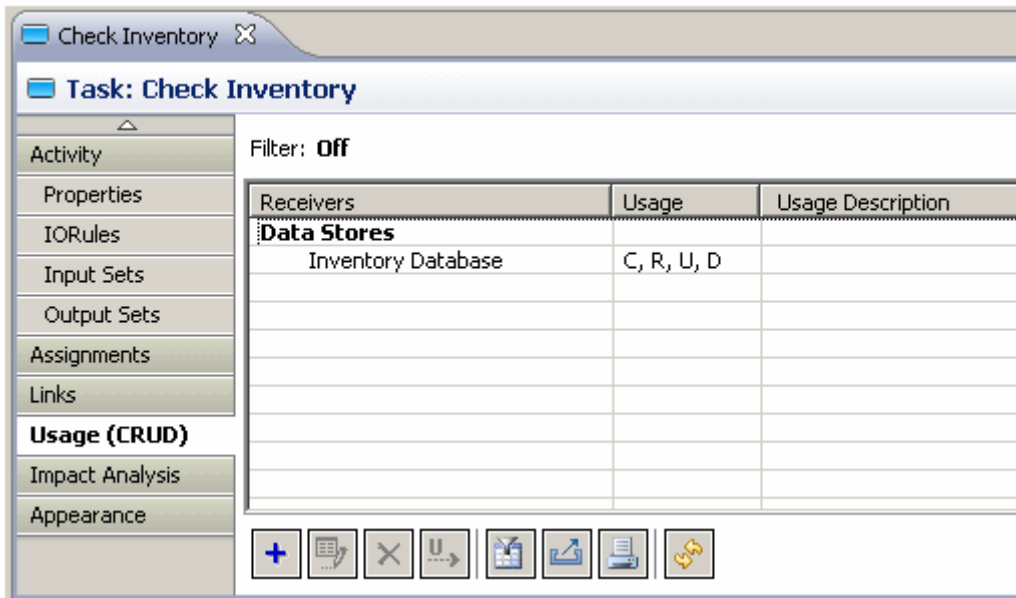 Check Inventory
Task: Check Inventory
Activity
Properties
IORules
Input Sets
Output Sets
Assignments
Links
Usage (CRUD)
Impact Analysis
Appearance
Filter: Off
Receivers Usage Usage Description
Data Stores
Inventory Database C, R, U, D
U